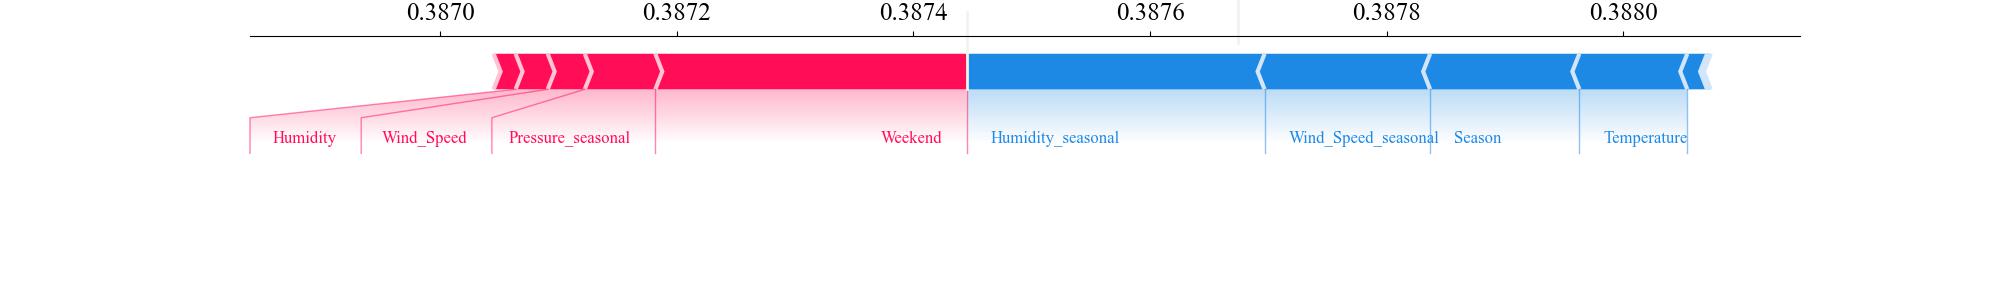 0.3870 0.3872 0.3874 0.3876 0.3878 0.3880
Humidity Wind_Speed Pressure_seasonal Weekend Humidity_seasonal Wind_Speed_seasonal Season Temperature